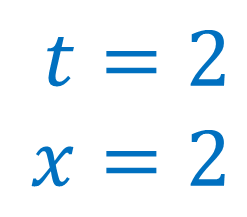 t = 2
x = 2